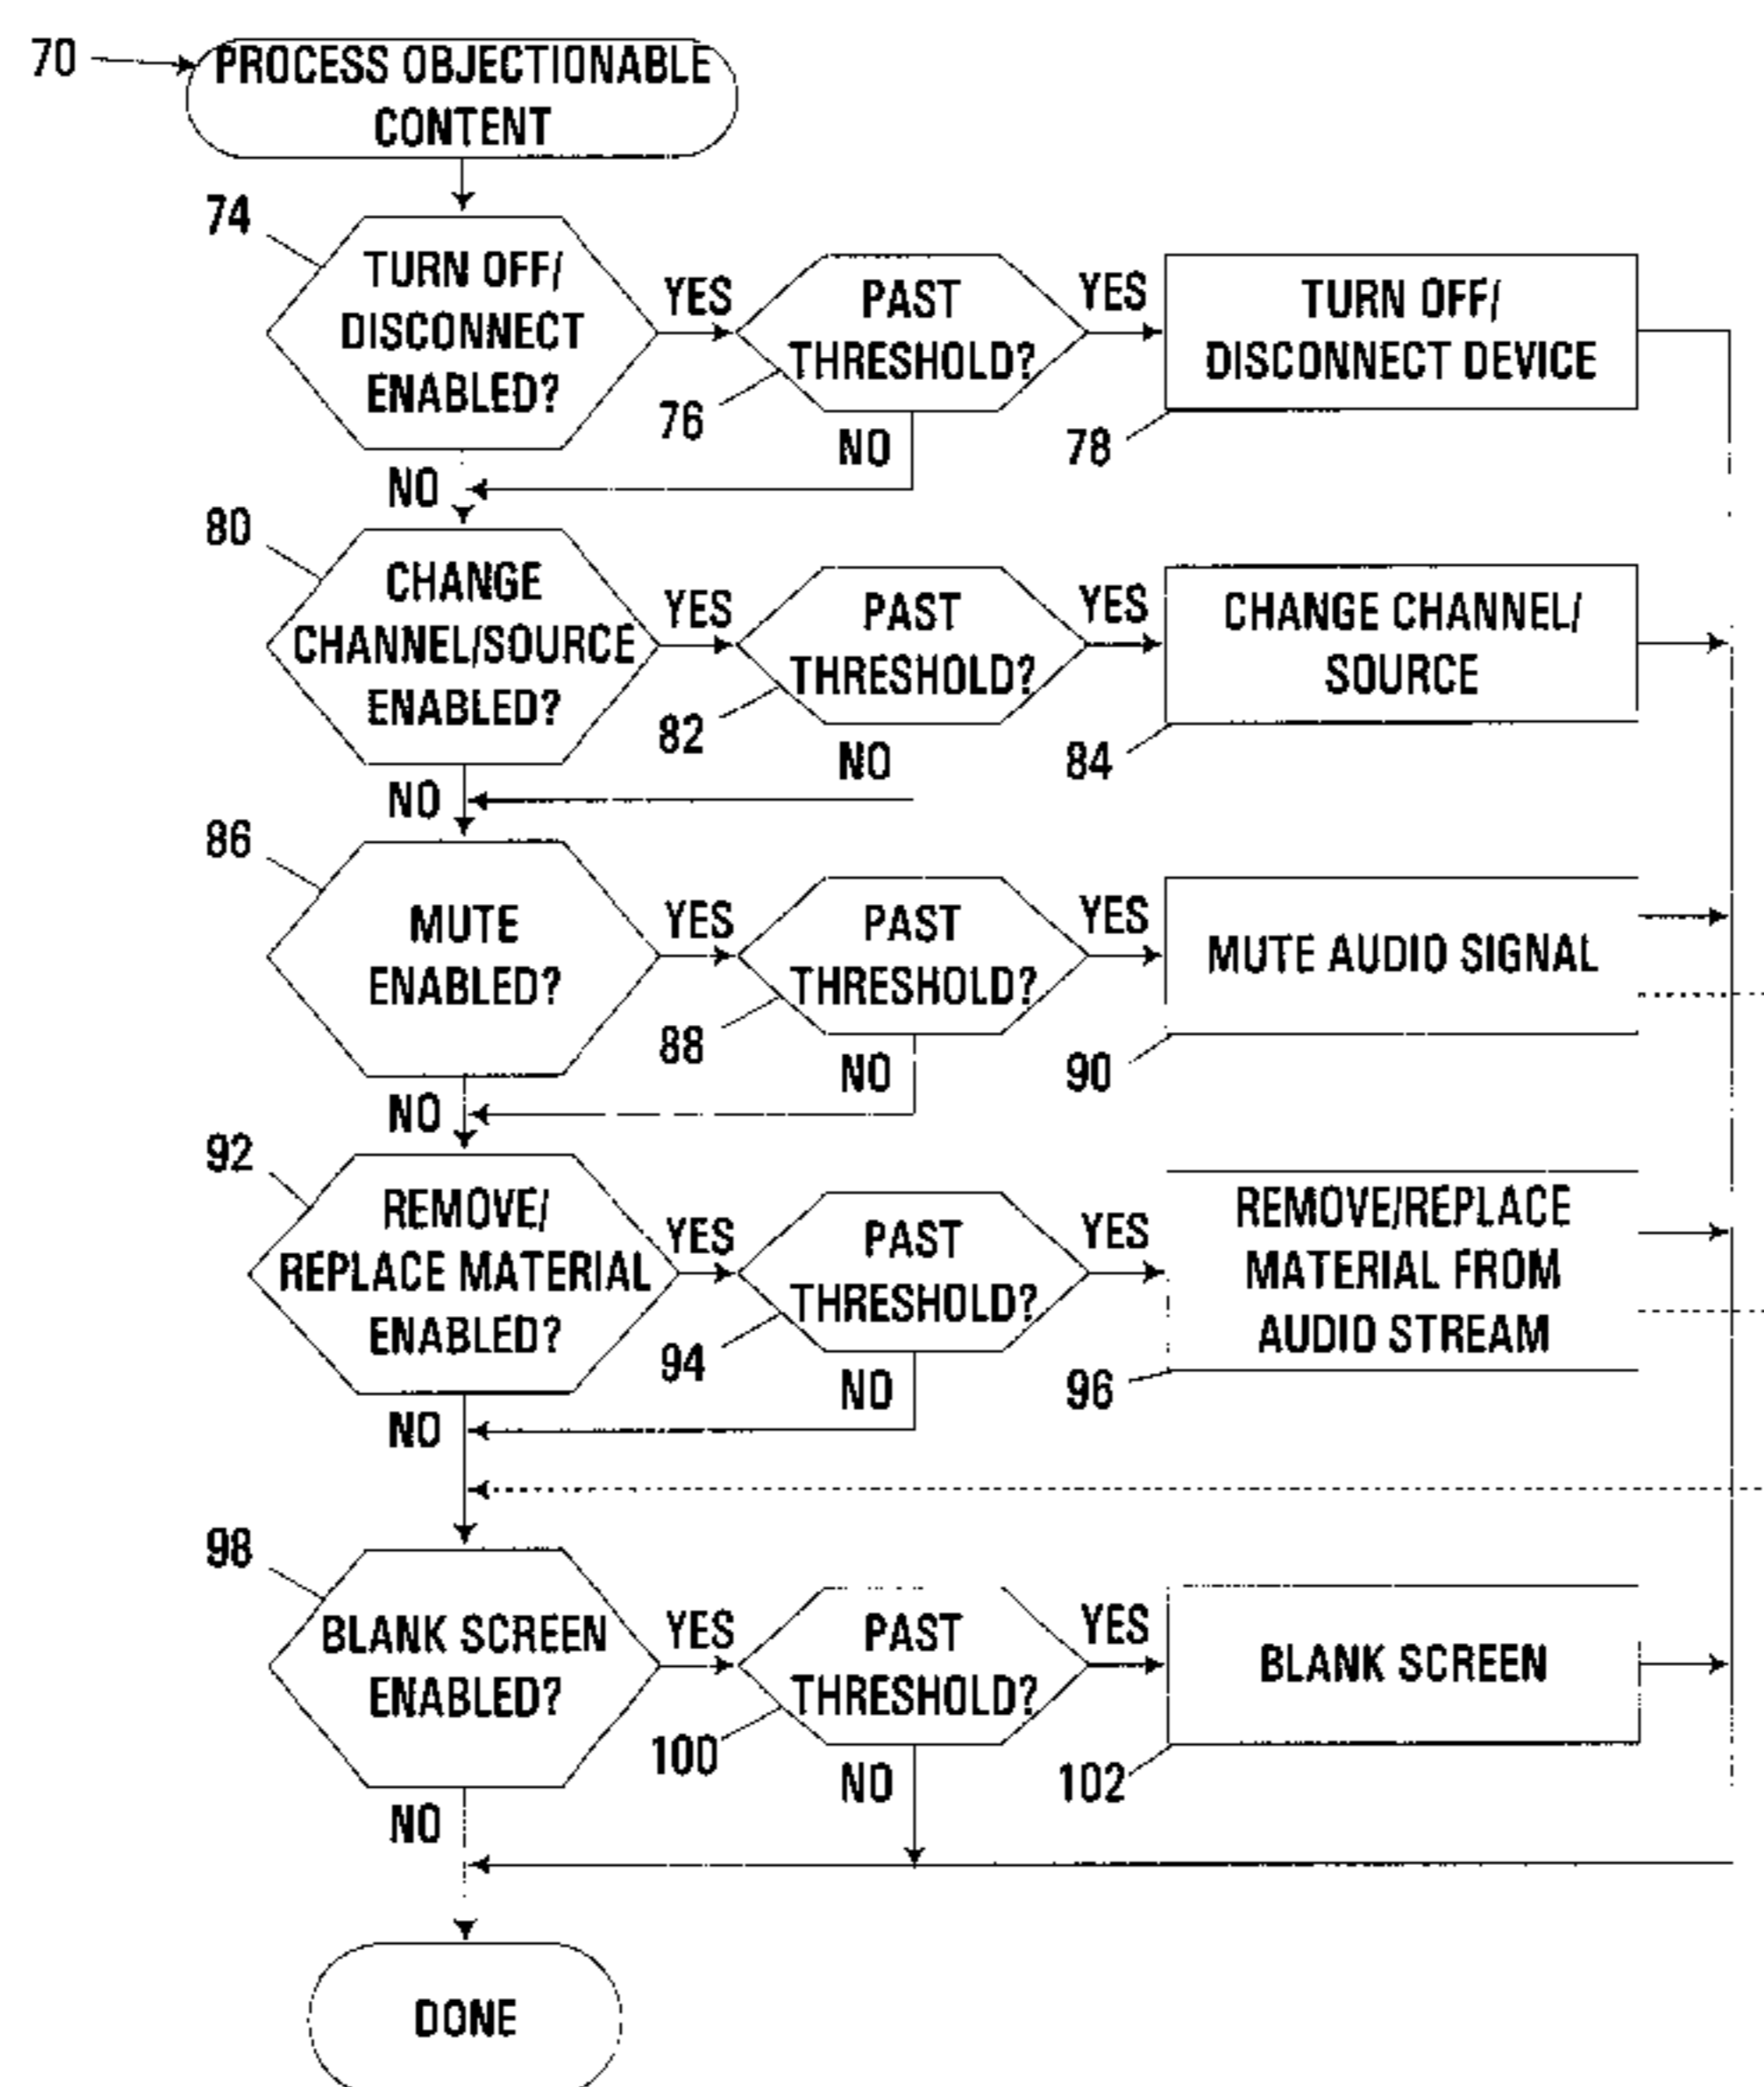 70
PROCESS OBJECTIONABLE
CONTENT
74
TURN OFF/
DISCONNECT
ENABLED?
YES
PAST
THRESHOLD?
76
YES
TURN OFF/
DISCONNECT DEVICE
78
NO
NO
80
CHANGE
CHANNEL/SOURCE
ENABLED?
YES
PAST
THRESHOLD?
82
YES
CHANGE CHANNEL/
SOURCE
84
NO
NO
86
MUTE
ENABLED?
YES
PAST
THRESHOLD?
88
YES
MUTE AUDIO SIGNAL
90
NO
NO
92
REMOVE/
REPLACE MATERIAL
ENABLED?
YES
PAST
THRESHOLD?
94
YES
REMOVE/REPLACE
MATERIAL FROM
AUDIO STREAM
96
NO
NO
98
BLANK SCREEN
ENABLED?
YES
PAST
THRESHOLD?
100
YES
BLANK SCREEN
102
NO
NO
DONE